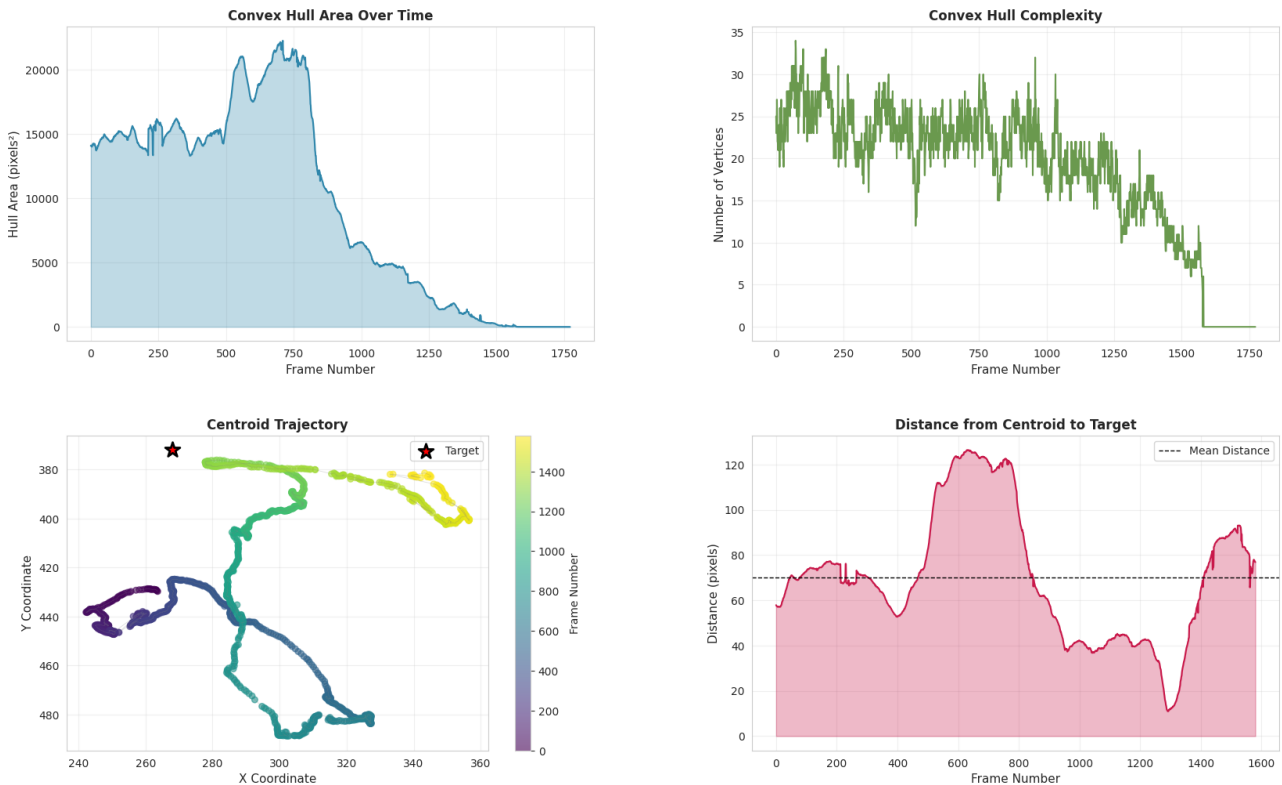 Convex Hull Area Over Time
Hull Area (pixels²)
20000
15000
10000
5000
0
0 250 500 750 1000 1250 1500 1750
Frame Number
Convex Hull Complexity
Number of Vertices
35
30
25
20
15
10
5
0
0 250 500 750 1000 1250 1500 1750
Frame Number
Centroid Trajectory
Target
Y Coordinate
380
400
420
440
460
480
240 260 280 300 320 340 360
X Coordinate
1400
1200
1000
800
600
400
200
0
Frame Number
Distance from Centroid to Target
Mean Distance
Distance (pixels)
120
100
80
60
40
20
0
0 200 400 600 800 1000 1200 1400 1600
Frame Number